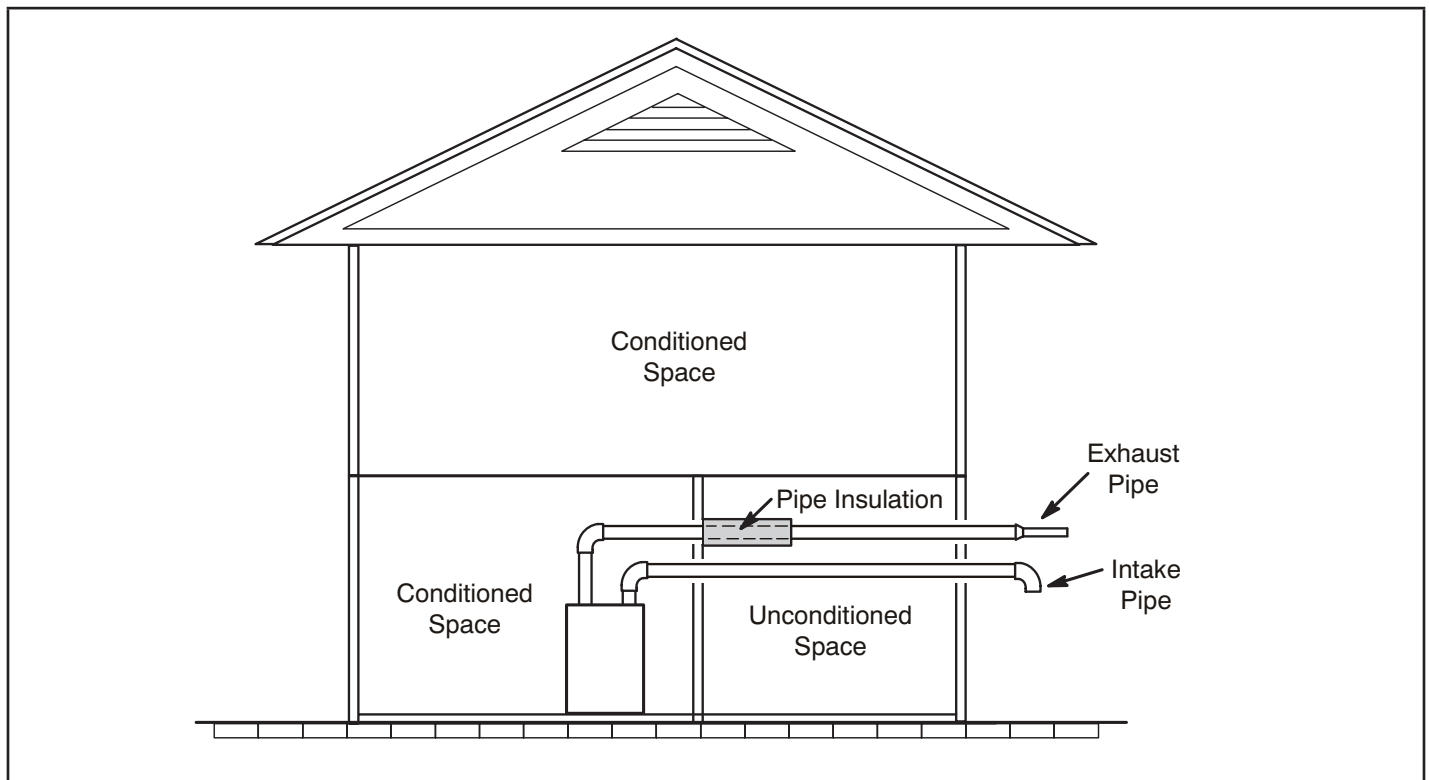 Conditioned
Space
Exhaust
Pipe
Pipe Insulation
Intake
Pipe
Conditioned
Space
Unconditioned
Space